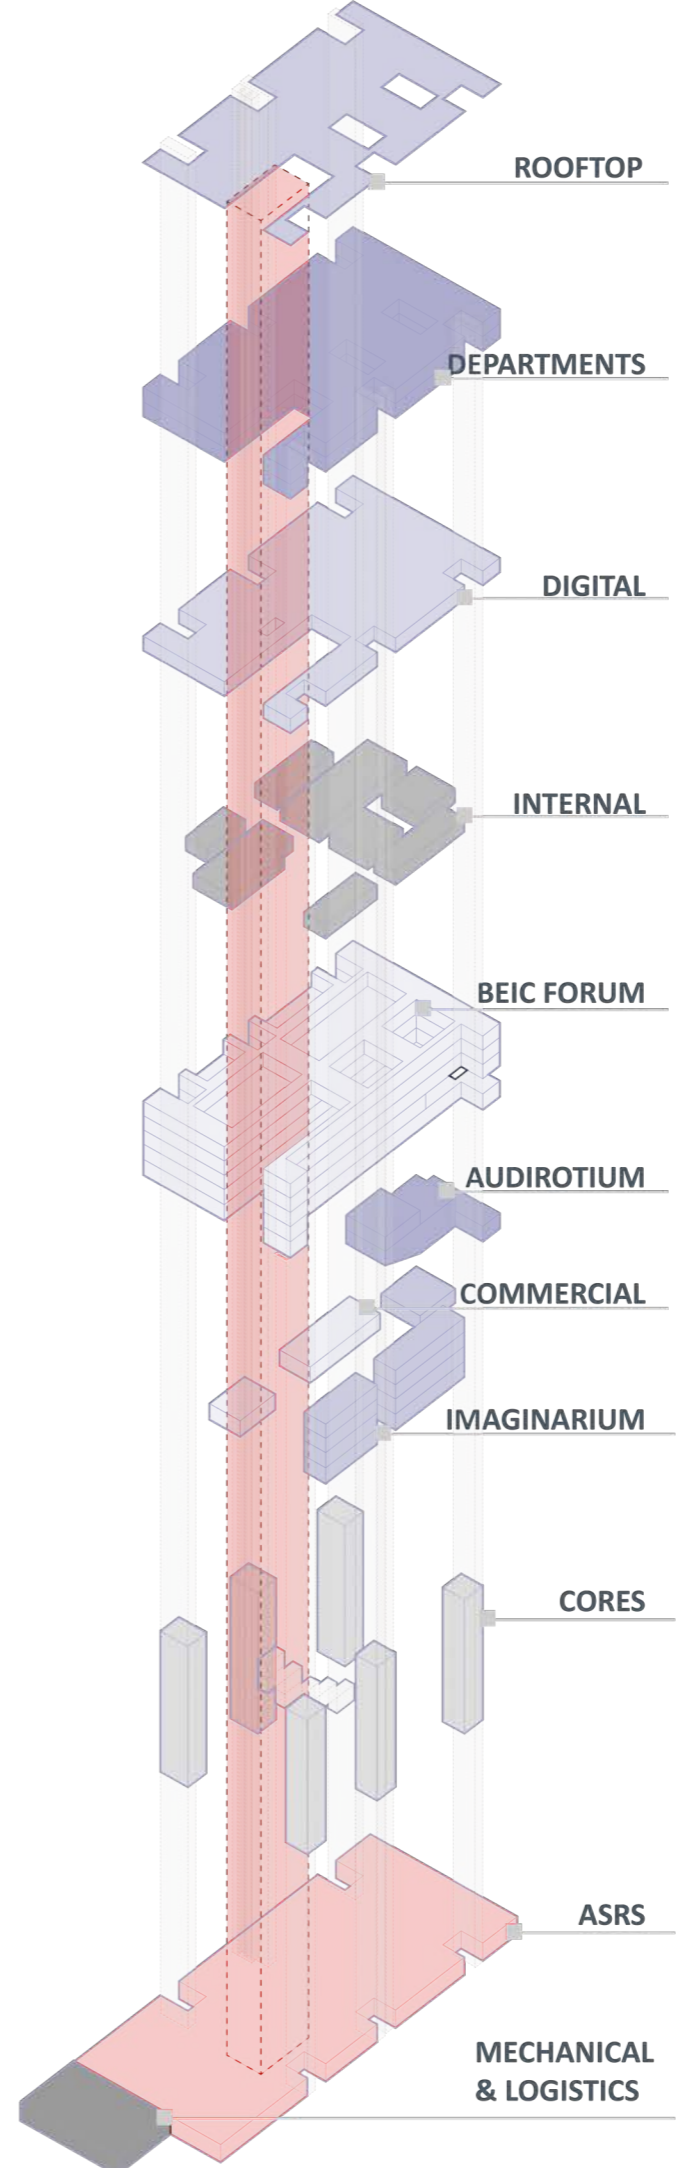 ROOFTOP
DEPARTMENTS
DIGITAL
INTERNAL
BEIC FORUM
AUDIROTIUM
COMMERCIAL
IMAGINARIUM
CORES
ASRS
MECHANICAL
& LOGISTICS